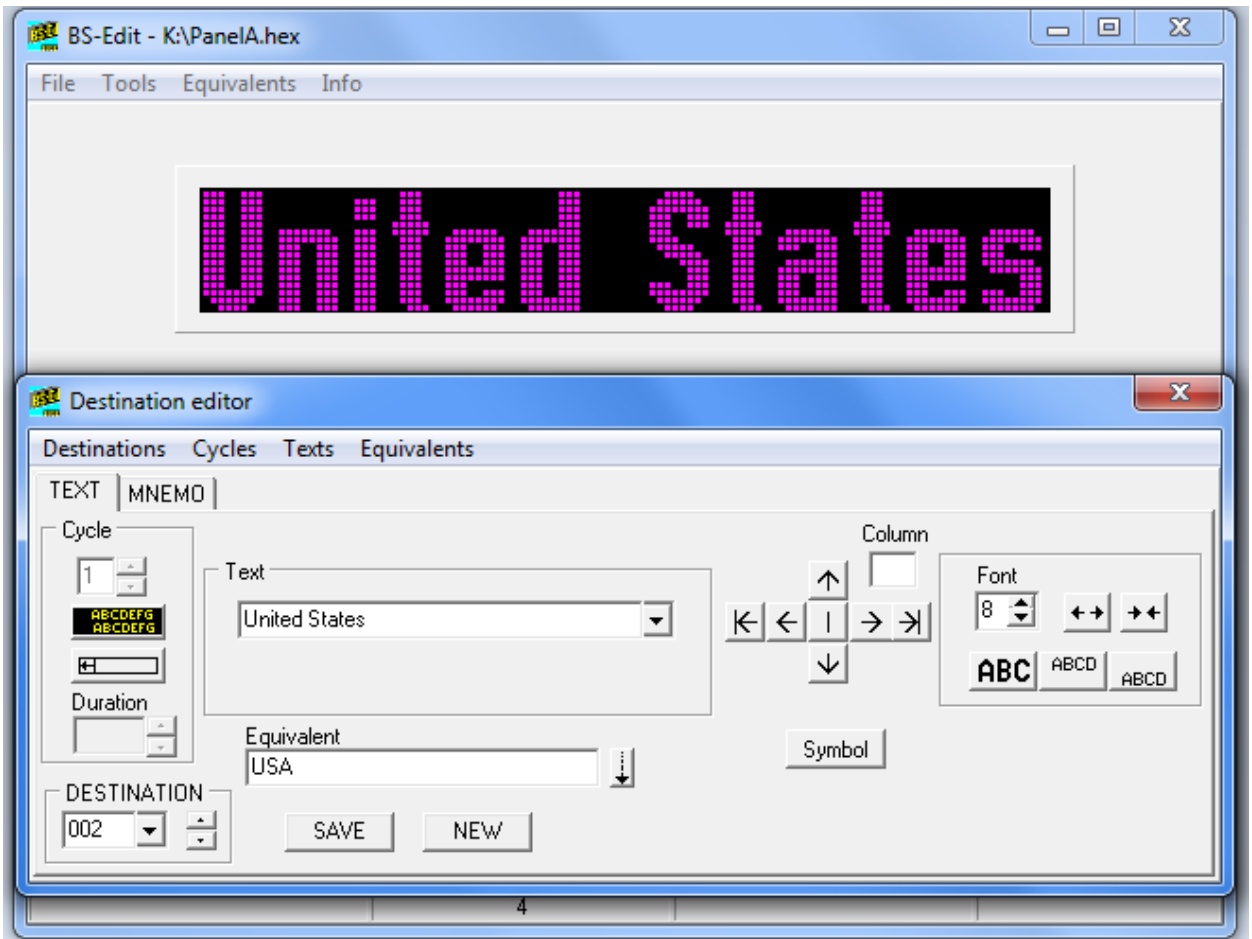 BS-Edit - K:\PanelA.hex
File Tools Equivalents Info
United States
Destination editor
Destinations Cycles Texts Equivalents
TEXT MNEMO
Cycle
1
ABCDEFG
ABCDEFG
Duration
Text
United States
Column
Font
8
ABC ABCD ABCD
Equivalent
USA
Symbol
DESTINATION
002
SAVE NEW
4